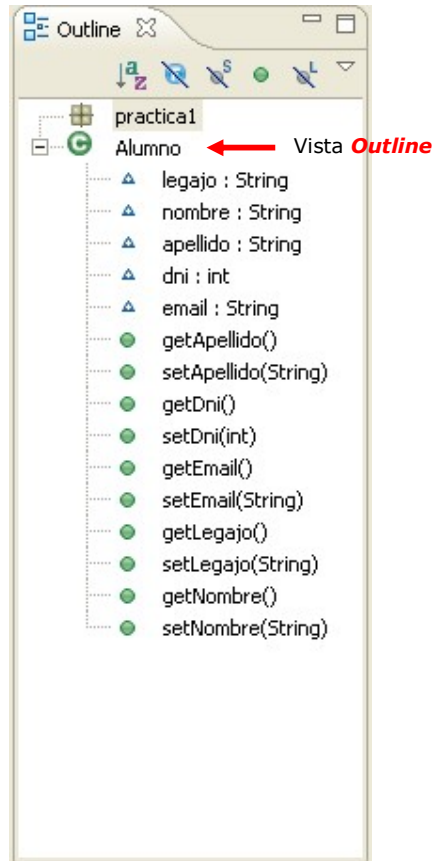 Outline
practica1
Alumno Vista Outline
legajo : String
nombre : String
apellido : String
dni : int
email : String
getApellido()
setApellido(String)
getDni()
setDni(int)
getEmail()
setEmail(String)
getLegajo()
setLegajo(String)
getNombre()
setNombre(String)